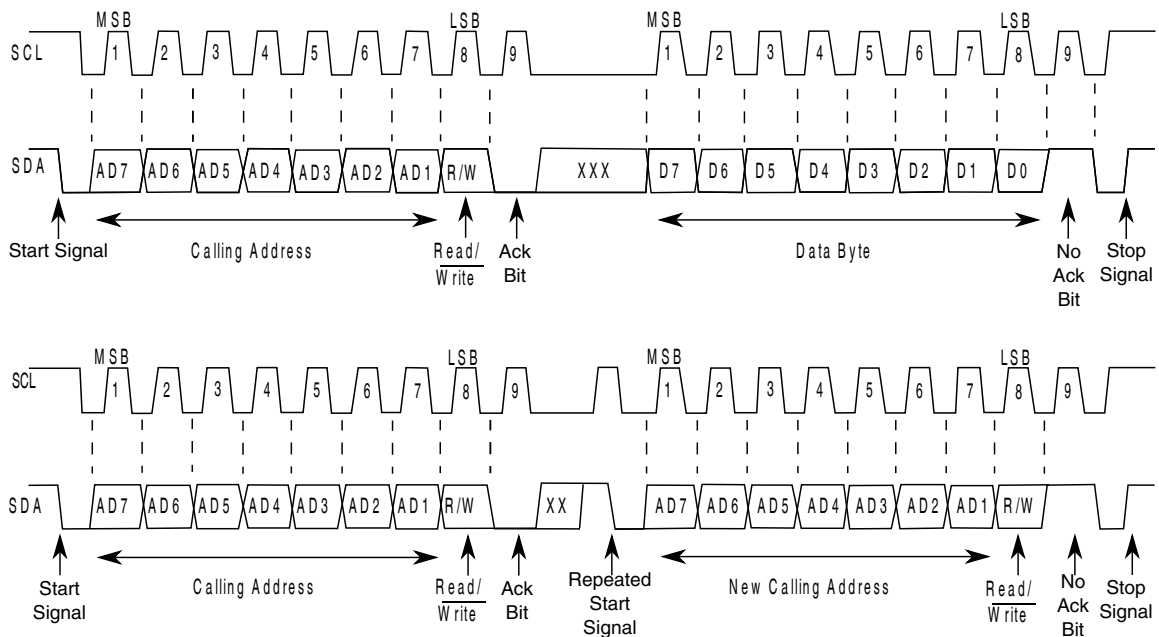 MSB LSB MSB LSB
SCL 1 2 3 4 5 6 7 8 9 1 2 3 4 5 6 7 8 9
SDA AD7 AD6 AD5 AD4 AD3 AD2 AD1 R/W XXX D7 D6 D5 D4 D3 D2 D1 D0
Start Signal Calling Address Read/ Ack Data Byte No Stop
Write Bit Ack Signal
Bit
MSB LSB MSB LSB
SCL 1 2 3 4 5 6 7 8 9 1 2 3 4 5 6 7 8 9
SDA AD7 AD6 AD5 AD4 AD3 AD2 AD1 R/W XX AD7 AD6 AD5 AD4 AD3 AD2 AD1 R/W
Start Calling Address Read/ Ack Repeated New Calling Address Read/ No Stop
Signal Write Bit Start Write Ack Signal
Signal Bit